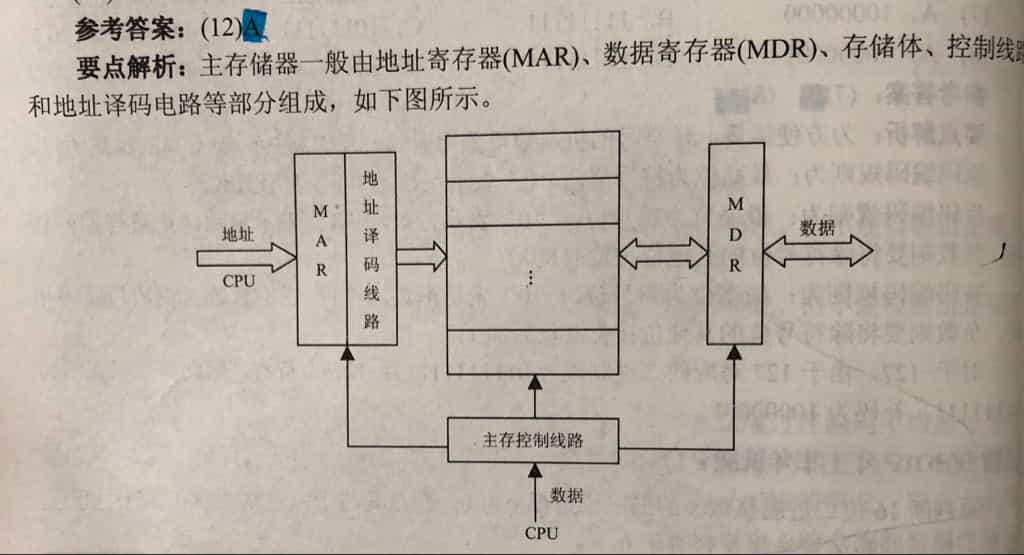 参考答案：(12)A
要点解析：主存储器一般由地址寄存器(MAR)、数据寄存器(MDR)、存储体、控制线路
和地址译码电路等部分组成，如下图所示。
地址
CPU
MAR
地址译码线路
⋮
MDR
数据
主存控制线路
数据
CPU